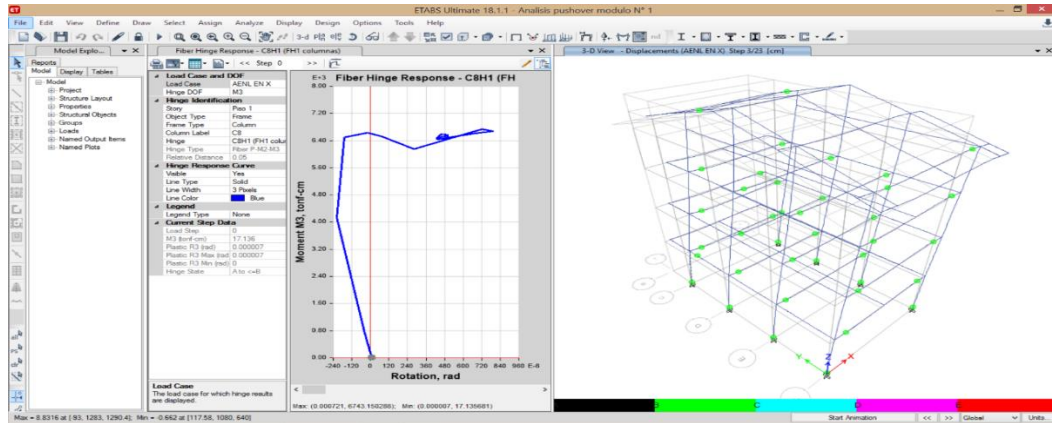 ETABS Ultimate 18.1.1 - Analisis pushover modulo N° 1
File Edit View Define Draw Select Assign Analyze Display Design Options Tools Help
Model Explo...
Fiber Hinge Response - C8H1 (FH1 columnas)
3-D View - Displacements (AENL EN X) Step 3/23 [cm]
Reports
Model Display Tables
Model
Project
Structure Layout
Properties
Structural Objects
Groups
Loads
Named Output Items
Named Plots
<< Step 0 >>
Load Case and DOF
Load Case AENL EN X
Hinge DOF M3
Hinge Identification
Story Piso 1
Object Type Frame
Frame Type Column
Column Label C8
Hinge C8H1 (FH1 colu
Hinge Type Fiber P-M2-M3
Relative Distance 0.05
Hinge Response Curve
Visible Yes
Line Type Solid
Line Width 3 Pixels
Line Color Blue
Legend
Legend Type None
Current Step Data
Load Step 0
M3 (tonf-cm) 17.136
Plastic R3 (rad) 0.000007
Plastic R3 Max (rad) 0.000007
Plastic R3 Min (rad) 0
Hinge State A to <=B
Load Case
The load case for which hinge results are displayed.
E+3 Fiber Hinge Response - C8H1 (FH
8.00
7.20
6.40
5.60
4.80
4.00
3.20
2.40
1.60
0.80
0.00
Moment M3, tonf-cm
-240 -120 0 120 240 360 480 600 720 840 960 E-6
Rotation, rad
Max: (0.000721, 6743.150288); Min: (0.000007, 17.135681)
Z
Y
X
B C D E
Max = 8.8316 at [ 93, 1283, 1290.4]; Min = -0.662 at [117.58, 1080, 640]
Start Animation << >> Global Units...